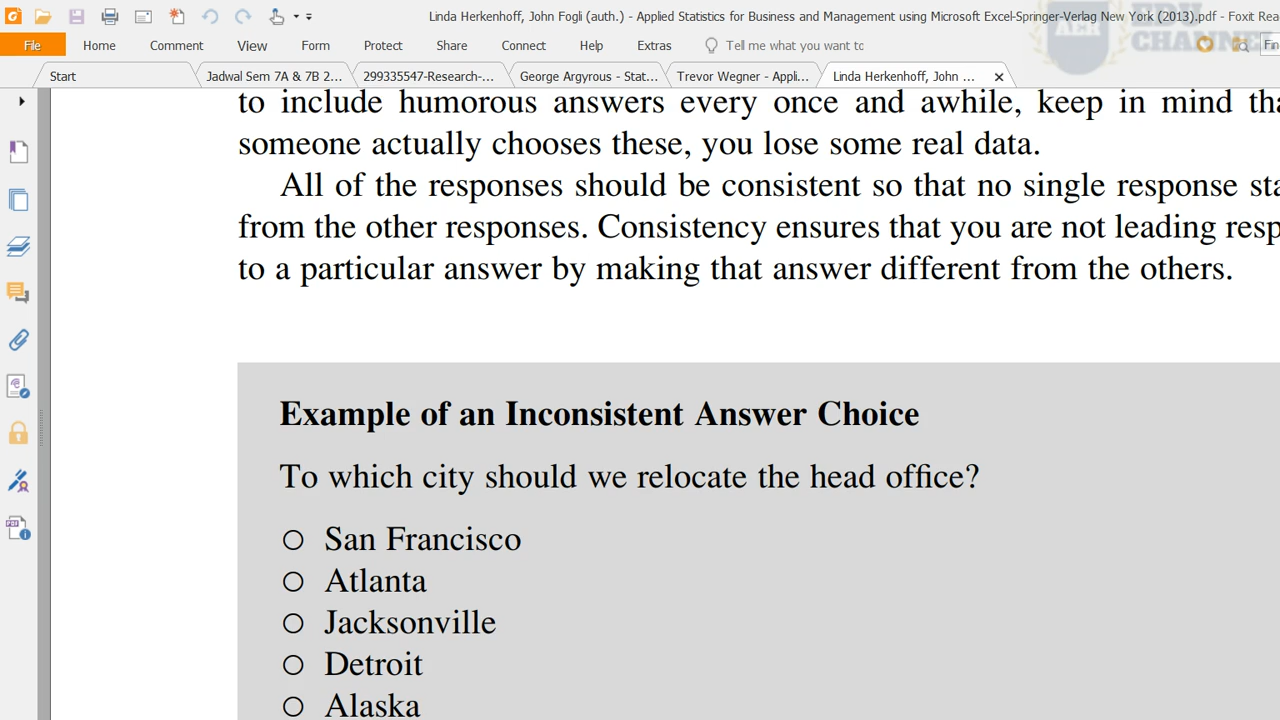 Linda Herkenhoff, John Fogli (auth.) - Applied Statistics for Business and Management using Microsoft Excel-Springer-Verlag New York (2013).pdf - Foxit Rea
File Home Comment View Form Protect Share Connect Help Extras Tell me what you want to Fin
Start Jadwal Sem 7A & 7B 2... 299335547-Research-... George Argyrous - Stat... Trevor Wegner - Appli... Linda Herkenhoff, John ...
CHANNEL
to include humorous answers every once and awhile, keep in mind tha
someone actually chooses these, you lose some real data.
All of the responses should be consistent so that no single response sta
from the other responses. Consistency ensures that you are not leading resp
to a particular answer by making that answer different from the others.
Example of an Inconsistent Answer Choice
To which city should we relocate the head office?
San Francisco
Atlanta
Jacksonville
Detroit
Alaska